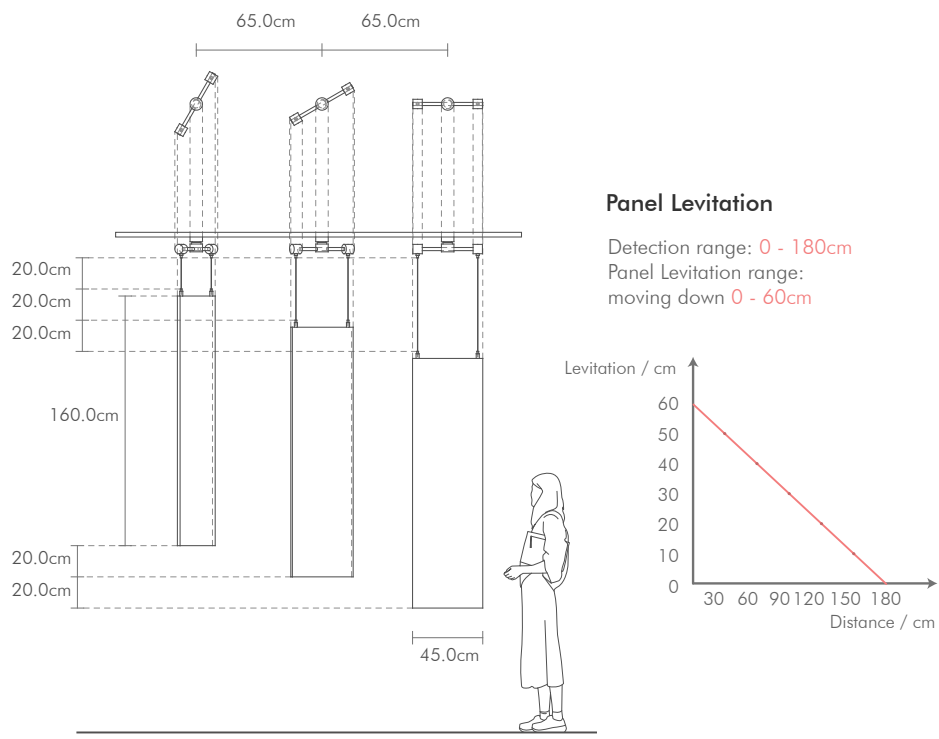 65.0cm 65.0cm
20.0cm
20.0cm
20.0cm
160.0cm
20.0cm
20.0cm
45.0cm
Panel Levitation
Detection range: 0 - 180cm
Panel Levitation range:
moving down 0 - 60cm
Levitation / cm
60
50
40
30
20
10
0
30 60 90 120 150 180
Distance / cm